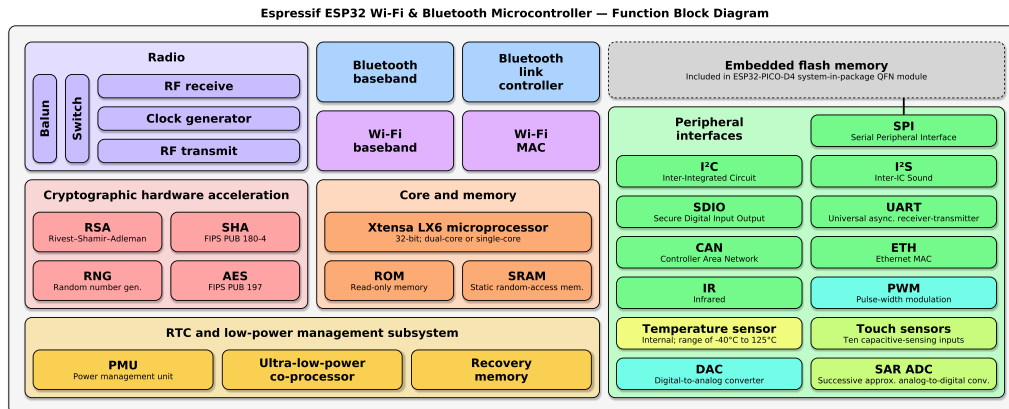 Espressif ESP32 Wi-Fi & Bluetooth Microcontroller — Function Block Diagram
Radio
Balun
Switch
RF receive
Clock generator
RF transmit
Bluetooth
baseband
Bluetooth
link
controller
Wi-Fi
baseband
Wi-Fi
MAC
Embedded flash memory
Included in ESP32-PICO-D4 system-in-package QFN module
Cryptographic hardware acceleration
RSA
Rivest–Shamir–Adleman
SHA
FIPS PUB 180-4
RNG
Random number gen.
AES
FIPS PUB 197
Core and memory
Xtensa LX6 microprocessor
32-bit; dual-core or single-core
ROM
Read-only memory
SRAM
Static random-access mem.
RTC and low-power management subsystem
PMU
Power management unit
Ultra-low-power
co-processor
Recovery
memory
Peripheral
interfaces
SPI
Serial Peripheral Interface
I²C
Inter-Integrated Circuit
I²S
Inter-IC Sound
SDIO
Secure Digital Input Output
UART
Universal async. receiver-transmitter
CAN
Controller Area Network
ETH
Ethernet MAC
IR
Infrared
PWM
Pulse-width modulation
Temperature sensor
Internal; range of -40°C to 125°C
Touch sensors
Ten capacitive-sensing inputs
DAC
Digital-to-analog converter
SAR ADC
Successive approx. analog-to-digital conv.